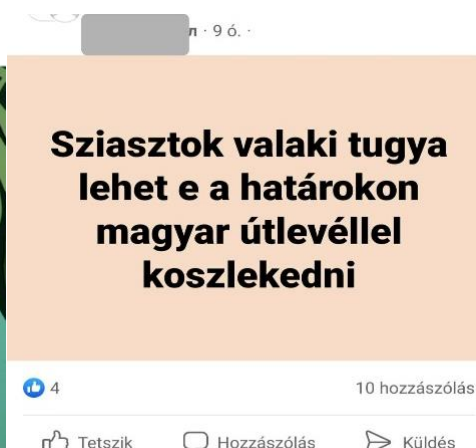 л · 9 ó. ·
Sziasztok valaki tugya
lehet e a határokon
magyar útlevéllel
koszlekedni
4
10 hozzászólás
Tetszik
Hozzászólás
Küldés